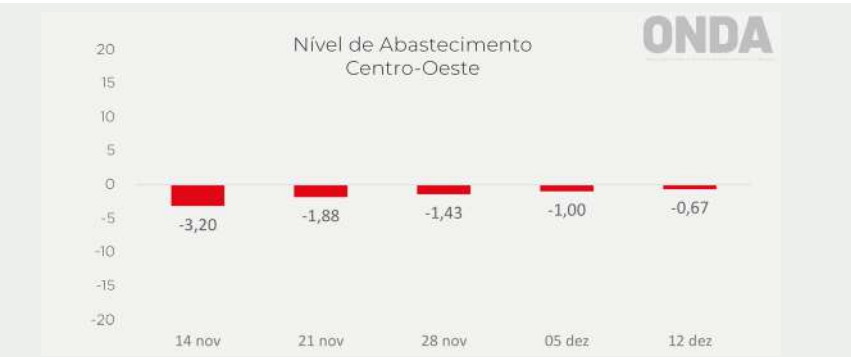 Nível de Abastecimento
Centro-Oeste
ONDA
20
15
10
5
0
-5
-10
-15
-20
-3,20
-1,88
-1,43
-1,00
-0,67
14 nov
21 nov
28 nov
05 dez
12 dez